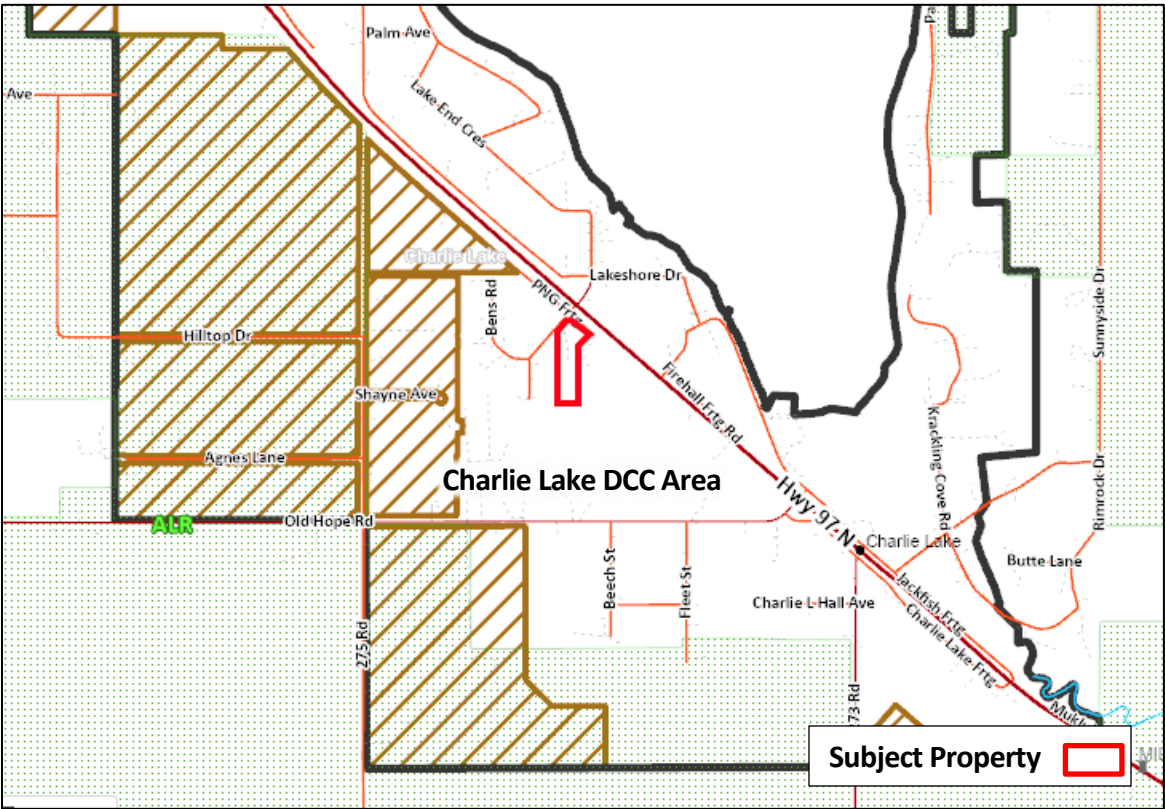 Palm Ave
Pa
Ave
Lake End Cres
Charlie Lake
Lakeshore Dr
PNG Frtg
Bens Rd
Sunnyside Dr
Hilltop Dr
Shayne Ave
Firehall Frtg Rd
Krackling Cove Rd
Agnes Lane
Charlie Lake DCC Area
Rimrock Dr
Hwy 97 N
ALR
Old Hope Rd
Charlie Lake
Butte Lane
Beech St
Fleet St
Jackfish Frtg
Charlie L Hall Ave
Charlie Lake Frtg
275 Rd
273 Rd
Subject Property